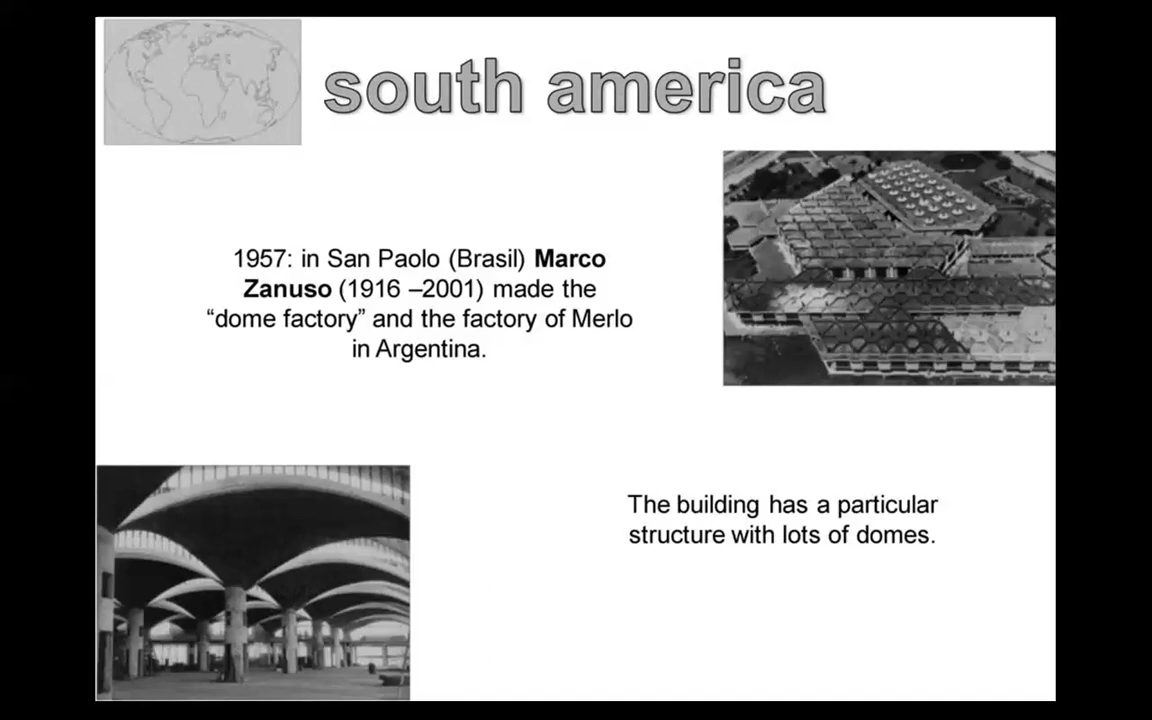 south america
1957: in San Paolo (Brasil) Marco
Zanuso (1916 –2001) made the
“dome factory” and the factory of Merlo
in Argentina.
The building has a particular
structure with lots of domes.